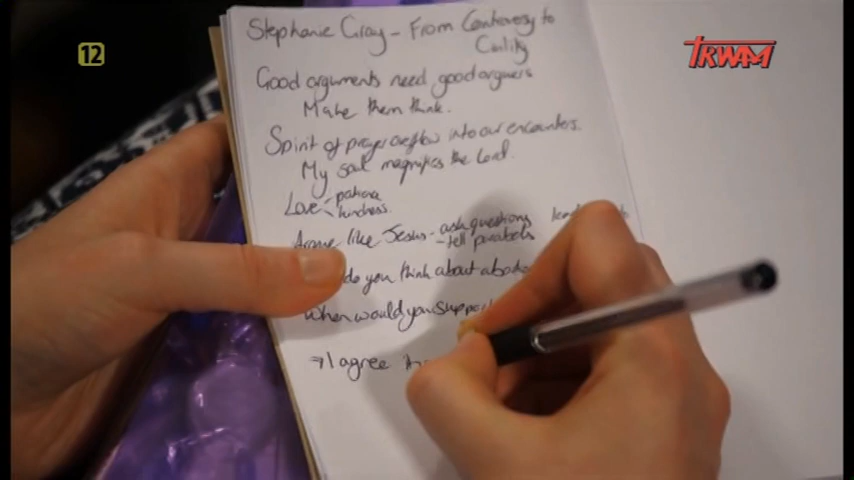 12
TRWAM
Stephanie Gray – From Controversy to
Civility
Good arguments need good arguers
Make them think.
Spirit of prayer overflow into our encounters.
My soul magnifies the Lord.
Love patience
kindness.
Argue like Jesus - ask questions
- tell parabels
do you think about abortion
When would you support
→ I agree